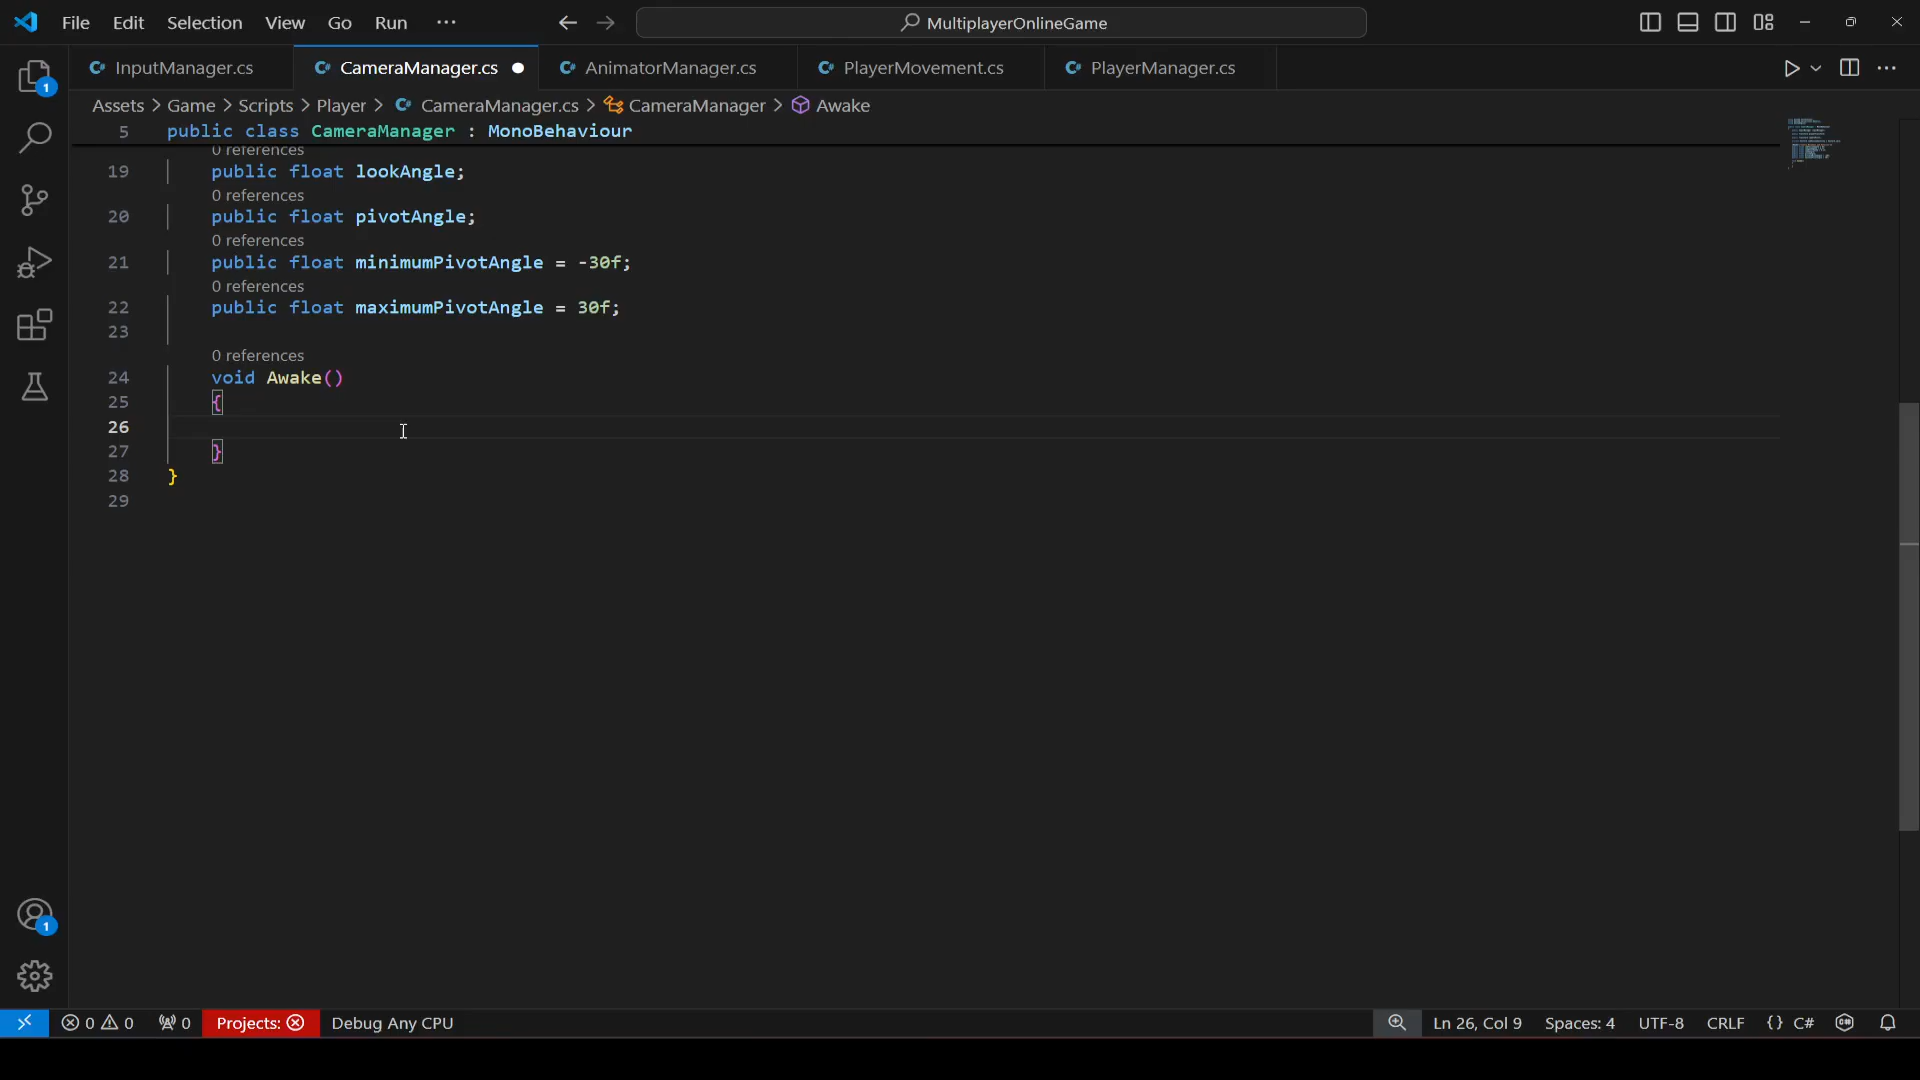 File Edit Selection View Go Run ··· MultiplayerOnlineGame
InputManager.cs CameraManager.cs AnimatorManager.cs PlayerMovement.cs PlayerManager.cs
Assets > Game > Scripts > Player > CameraManager.cs > CameraManager > Awake
5 public class CameraManager : MonoBehaviour
0 references
19 public float lookAngle;
0 references
20 public float pivotAngle;
0 references
21 public float minimumPivotAngle = -30f;
0 references
22 public float maximumPivotAngle = 30f;
23
0 references
24 void Awake()
25 {
26
27 }
28 }
29
1
1
0 0 0 Projects: Debug Any CPU Ln 26, Col 9 Spaces: 4 UTF-8 CRLF {} C#